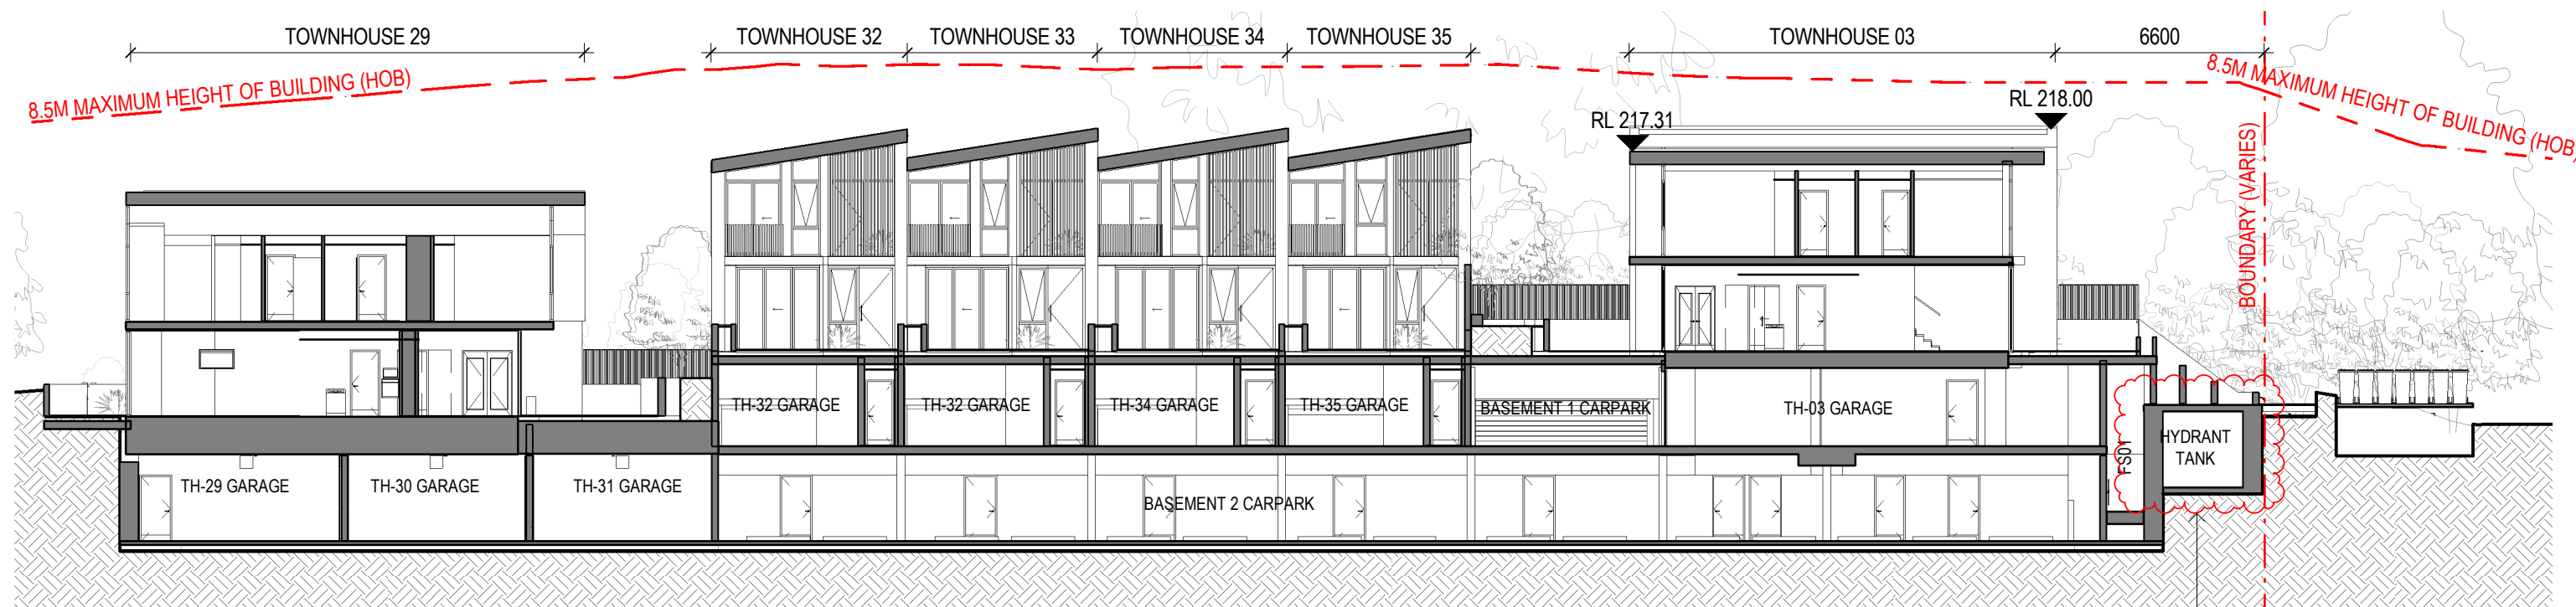 TOWNHOUSE 29
TOWNHOUSE 32
TOWNHOUSE 33
TOWNHOUSE 34
TOWNHOUSE 35
TOWNHOUSE 03
6600
8.5M MAXIMUM HEIGHT OF BUILDING (HOB)
8.5M MAXIMUM HEIGHT OF BUILDING (HOB)
RL 217.31
RL 218.00
BOUNDARY (VARIES)
TH-32 GARAGE
TH-32 GARAGE
TH-34 GARAGE
TH-35 GARAGE
BASEMENT 1 CARPARK
TH-03 GARAGE
FS01
HYDRANT
TANK
TH-29 GARAGE
TH-30 GARAGE
TH-31 GARAGE
BASEMENT 2 CARPARK